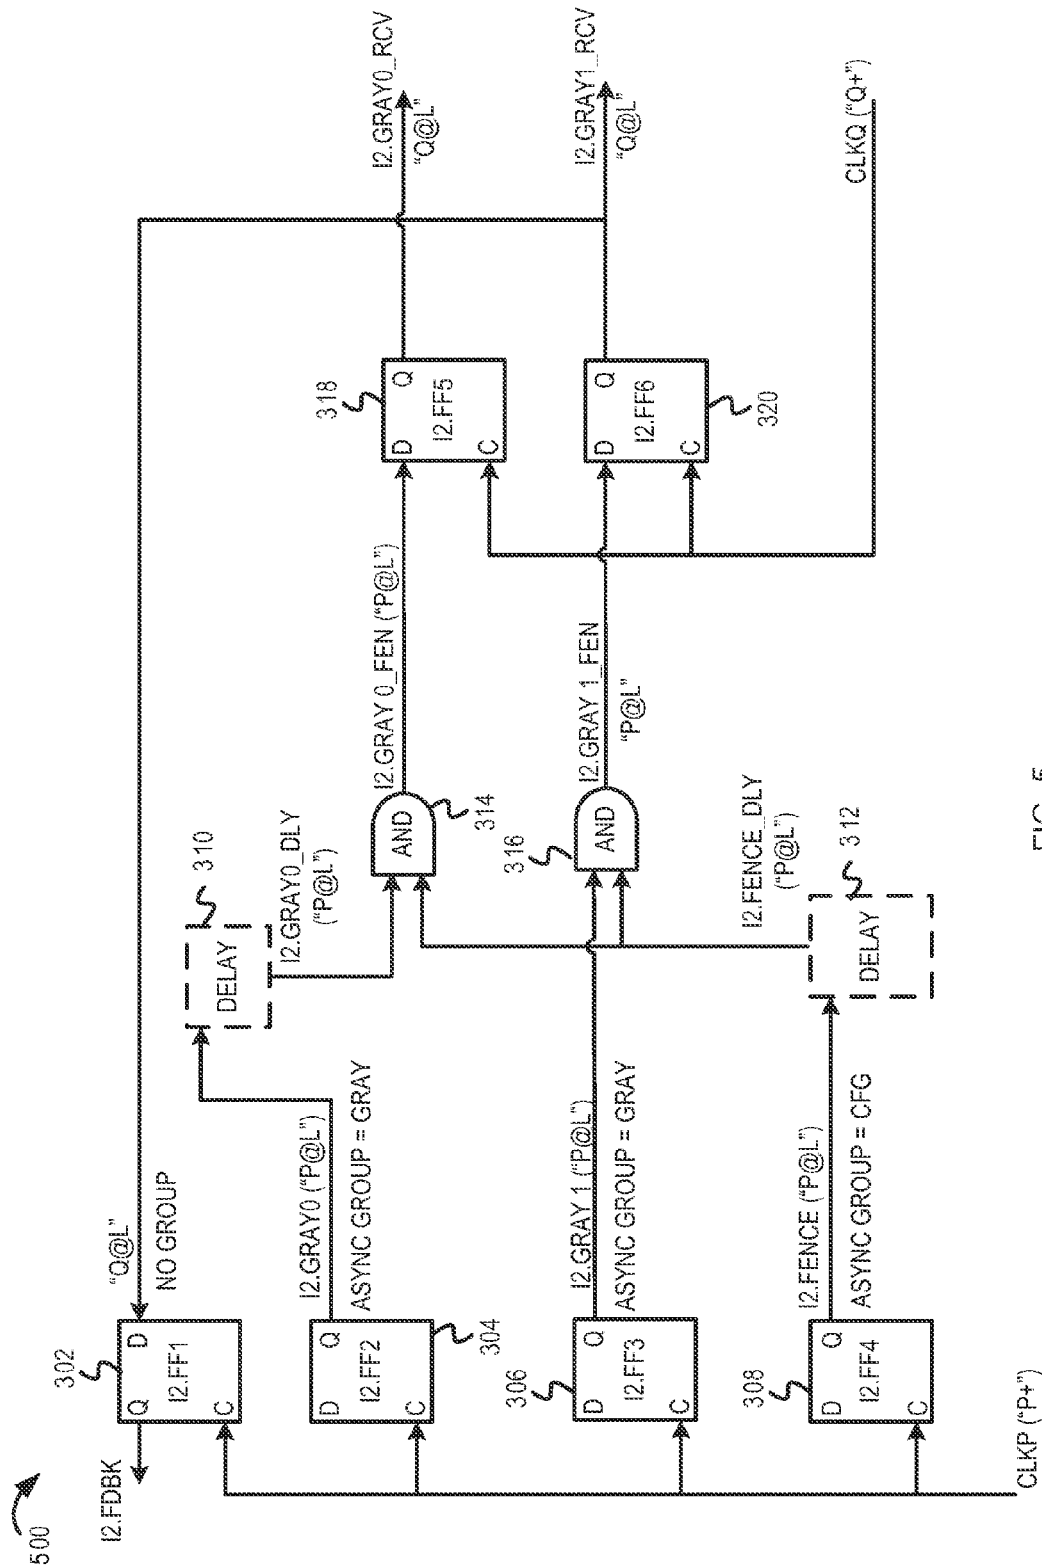 500
I2.FDBK
302
Q
D
I2.FF1
C
"Q@L"
NO GROUP
D
Q
I2.FF2
C
304
I2.GRAY0 ("P@L")
ASYNC GROUP = GRAY
DELAY
310
I2.GRAY0_DLY
("P@L")
306
D
Q
I2.FF3
C
I2.GRAY 1 ("P@L")
ASYNC GROUP = GRAY
308
D
Q
I2.FF4
C
I2.FENCE ("P@L")
ASYNC GROUP = CFG
DELAY
312
I2.FENCE_DLY
("P@L")
CLKP ("P+")
AND
314
I2.GRAY 0_FEN ("P@L")
316
AND
I2.GRAY 1_FEN
"P@L"
318
D
Q
I2.FF5
C
D
Q
I2.FF6
C
320
I2.GRAY0_RCV
"Q@L"
I2.GRAY1_RCV
"Q@L"
CLKQ ("Q+")